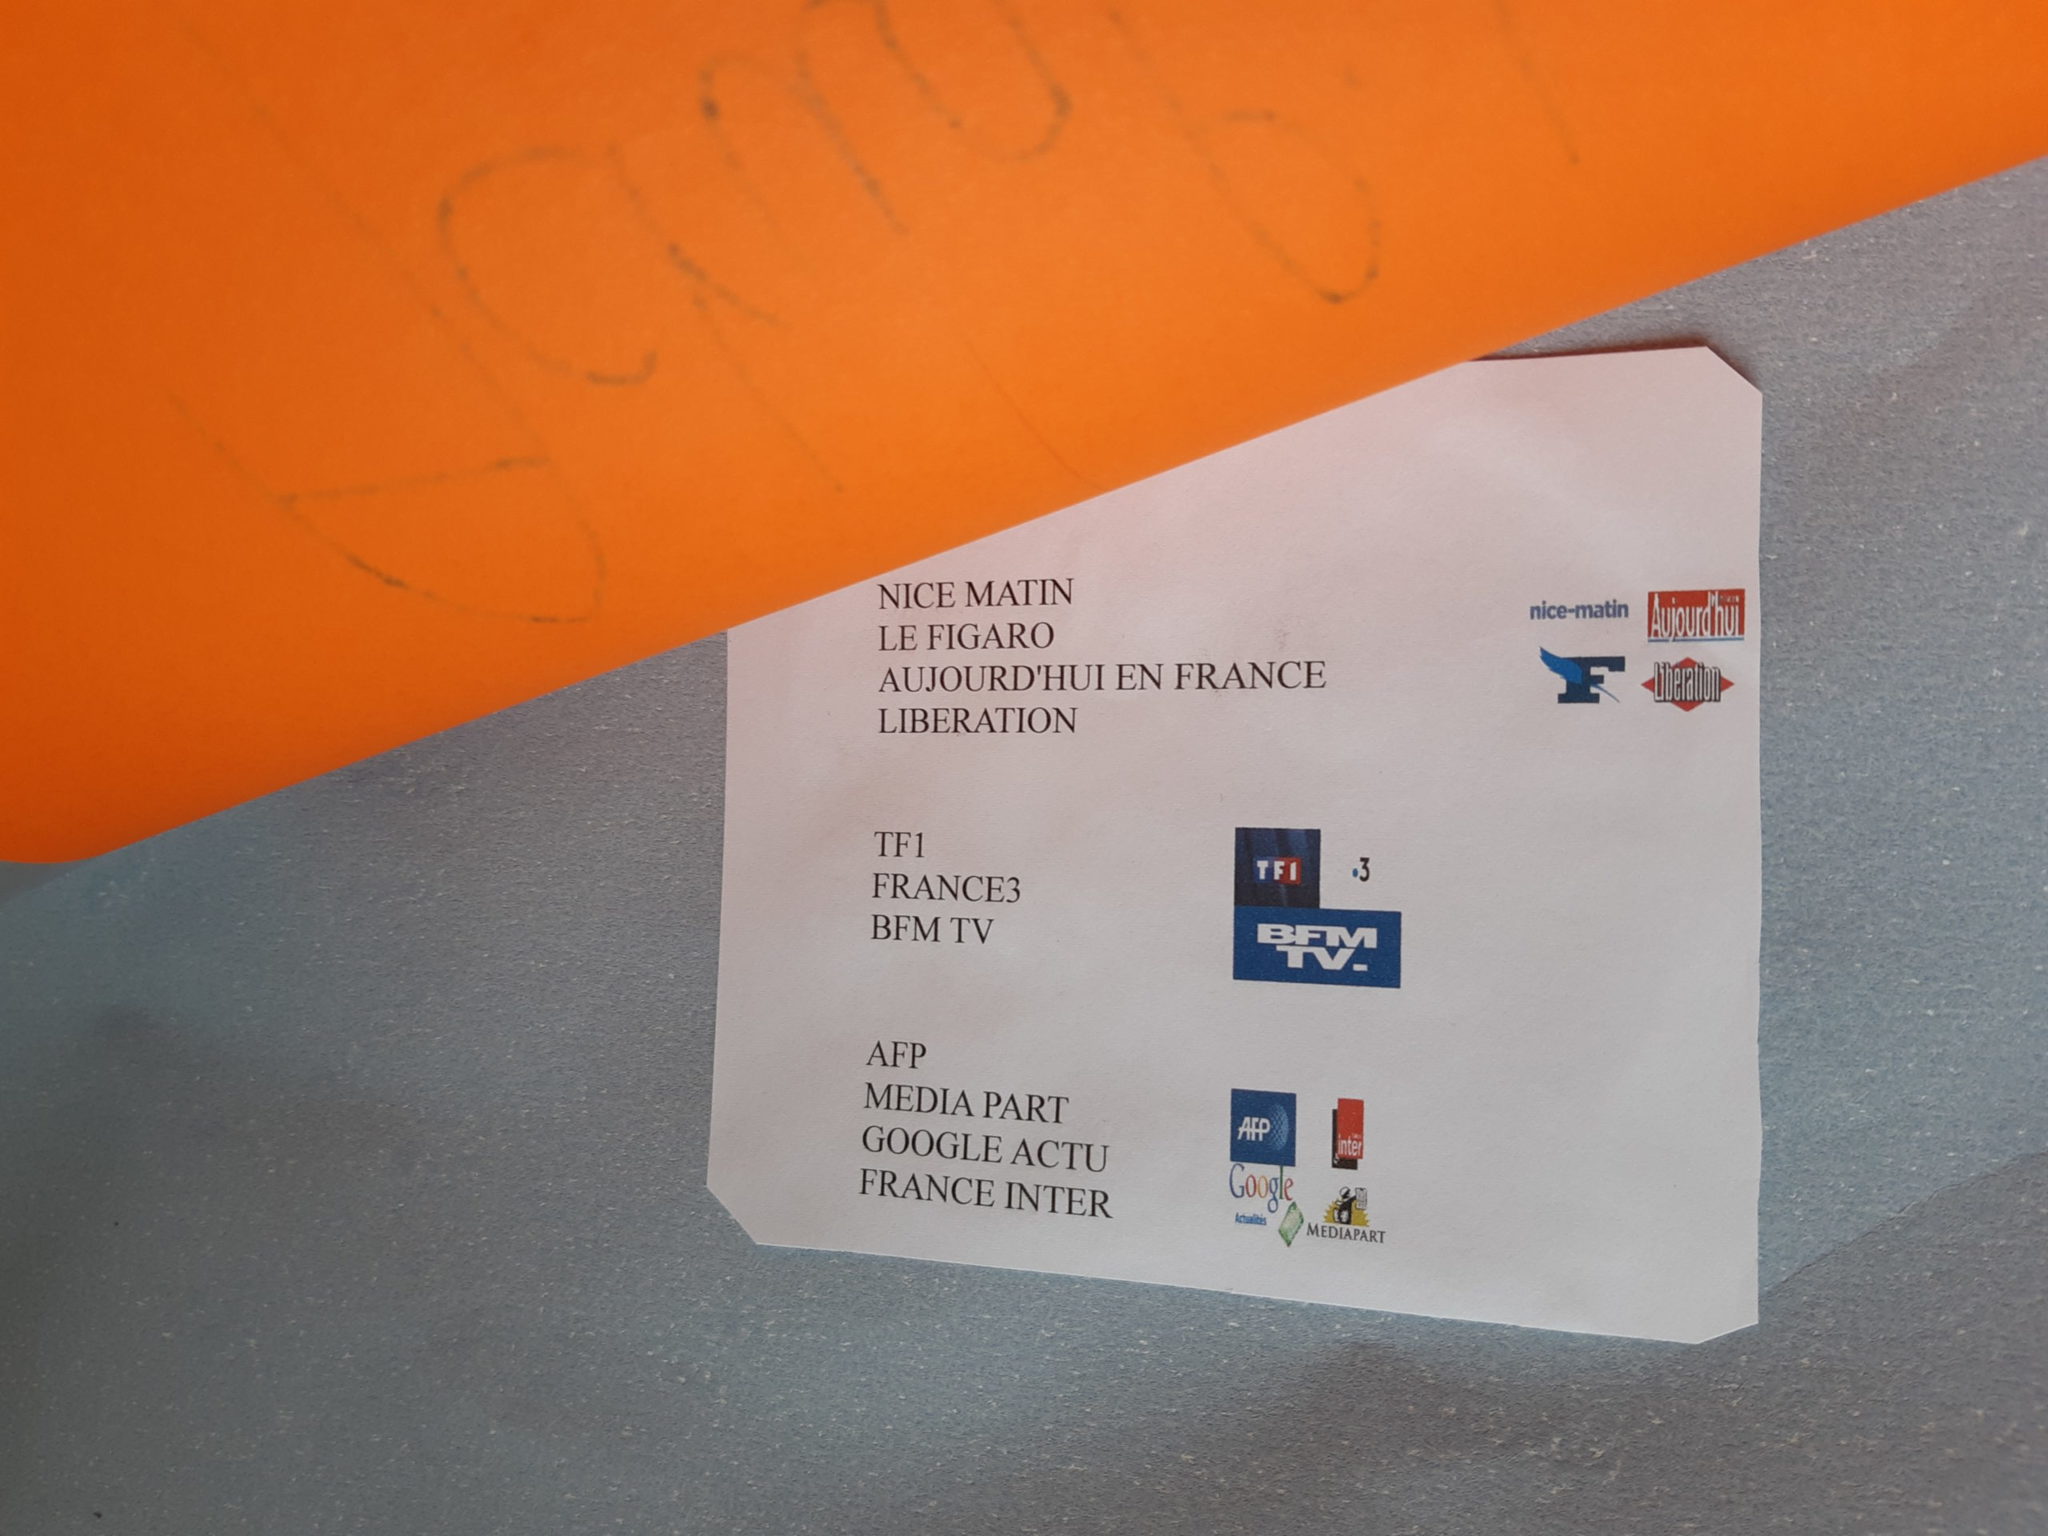 NICE MATIN
LE FIGARO
AUJOURD'HUI EN FRANCE
LIBERATION
nice-matin
Aujourd'hui
F
Libération
TF1
FRANCE3
BFM TV
TF1
.3
BFM
TV.
AFP
MEDIA PART
GOOGLE ACTU
FRANCE INTER
AFP
inter
Google
Actualités
MEDIAPART